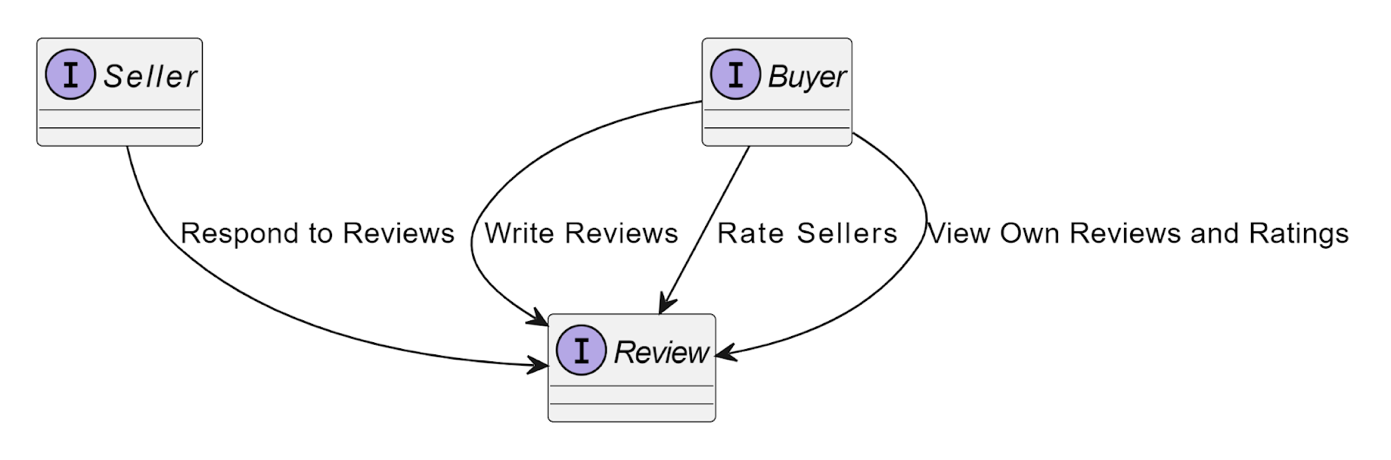 I Seller
I Buyer
Respond to Reviews
Write Reviews
Rate Sellers
View Own Reviews and Ratings
I Review